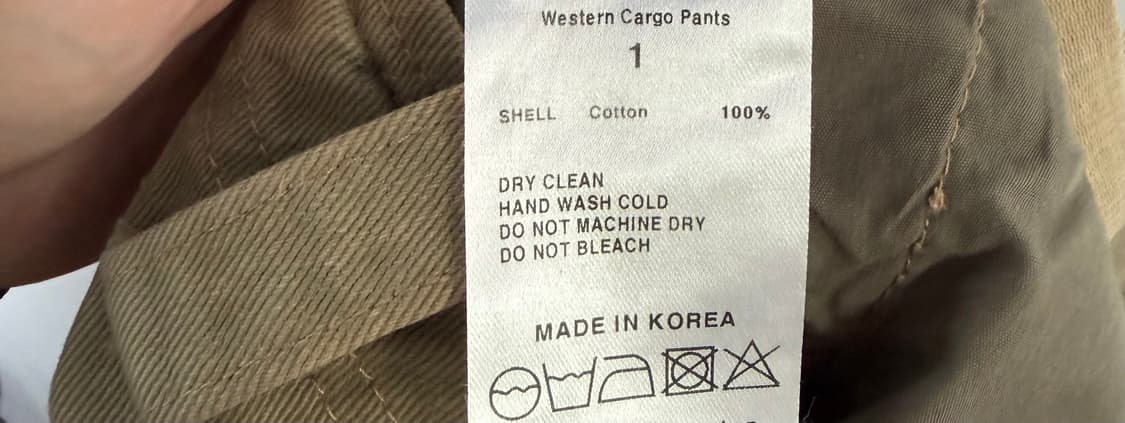 Western Cargo Pants
1
SHELL Cotton 100%
DRY CLEAN
HAND WASH COLD
DO NOT MACHINE DRY
DO NOT BLEACH
MADE IN KOREA